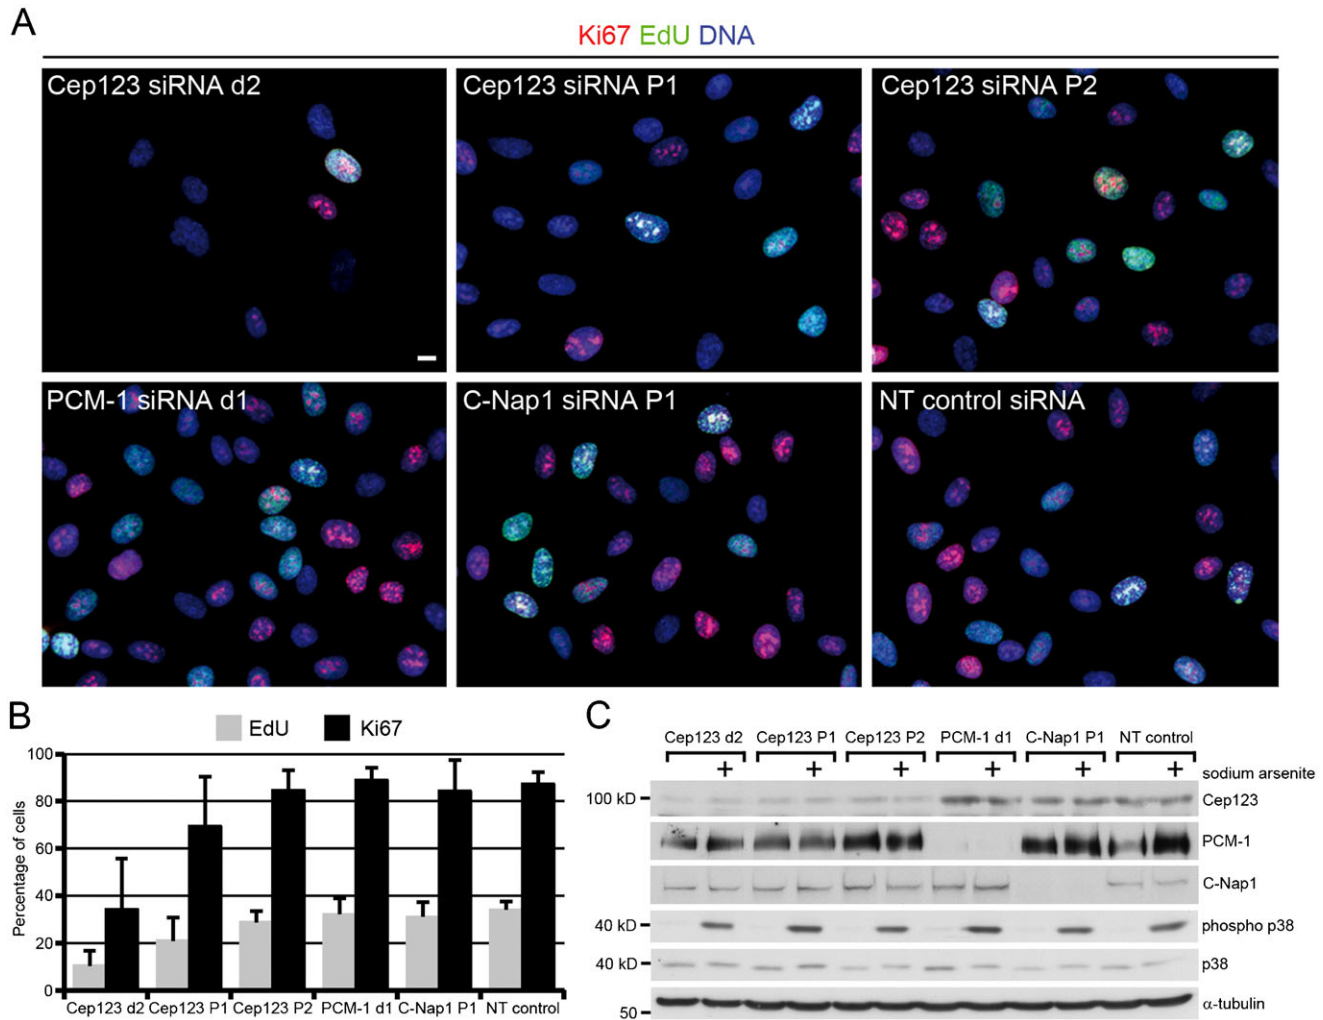 A
Ki67 EdU DNA
Cep123 siRNA d2
Cep123 siRNA P1
Cep123 siRNA P2
PCM-1 siRNA d1
C-Nap1 siRNA P1
NT control siRNA
B
EdU
Ki67
Percentage of cells
100
80
60
40
20
0
Cep123 d2
Cep123 P1
Cep123 P2
PCM-1 d1
C-Nap1 P1
NT control
C
Cep123 d2
Cep123 P1
Cep123 P2
PCM-1 d1
C-Nap1 P1
NT control
+ + + + + + sodium arsenite
100 kD
Cep123
PCM-1
C-Nap1
40 kD
phospho p38
40 kD
p38
50
α-tubulin